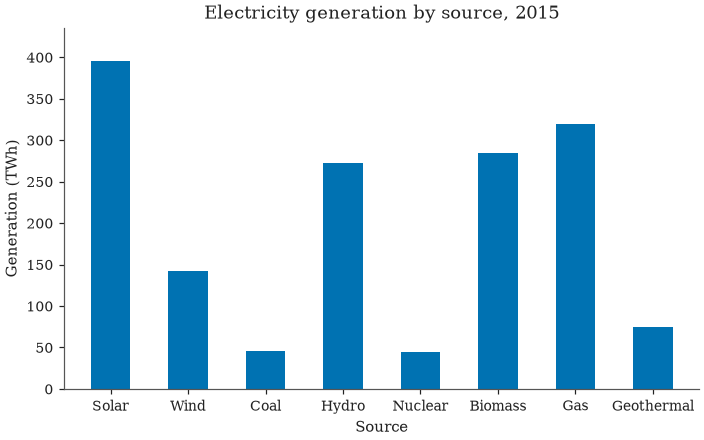 Electricity generation by source, 2015
Generation (TWh)
400
350
300
250
200
150
100
50
0
Solar Wind Coal Hydro Nuclear Biomass Gas Geothermal
Source